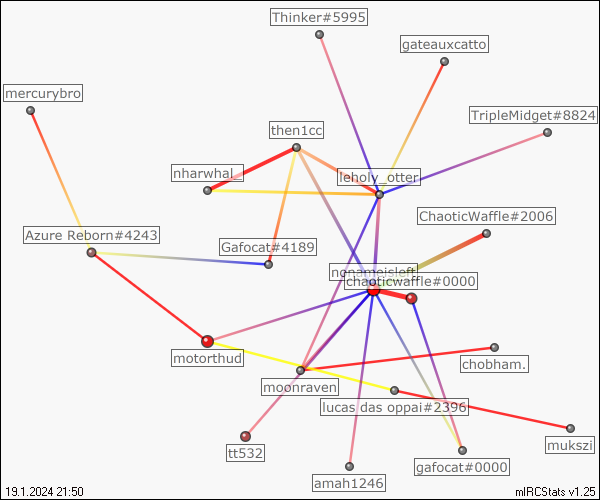 Thinker#5995
gateauxcatto
mercurybro
TripleMidget#8824
then1cc
nharwhal_
leholy_otter
ChaoticWaffle#2006
Azure Reborn#4243
Gafocat#4189
nonameisleft
chaoticwaffle#0000
motorthud
chobham.
moonraven
lucas das oppai#2396
mukszi
tt532
gafocat#0000
amah1246
19.1.2024 21:50
mIRCStats v1.25